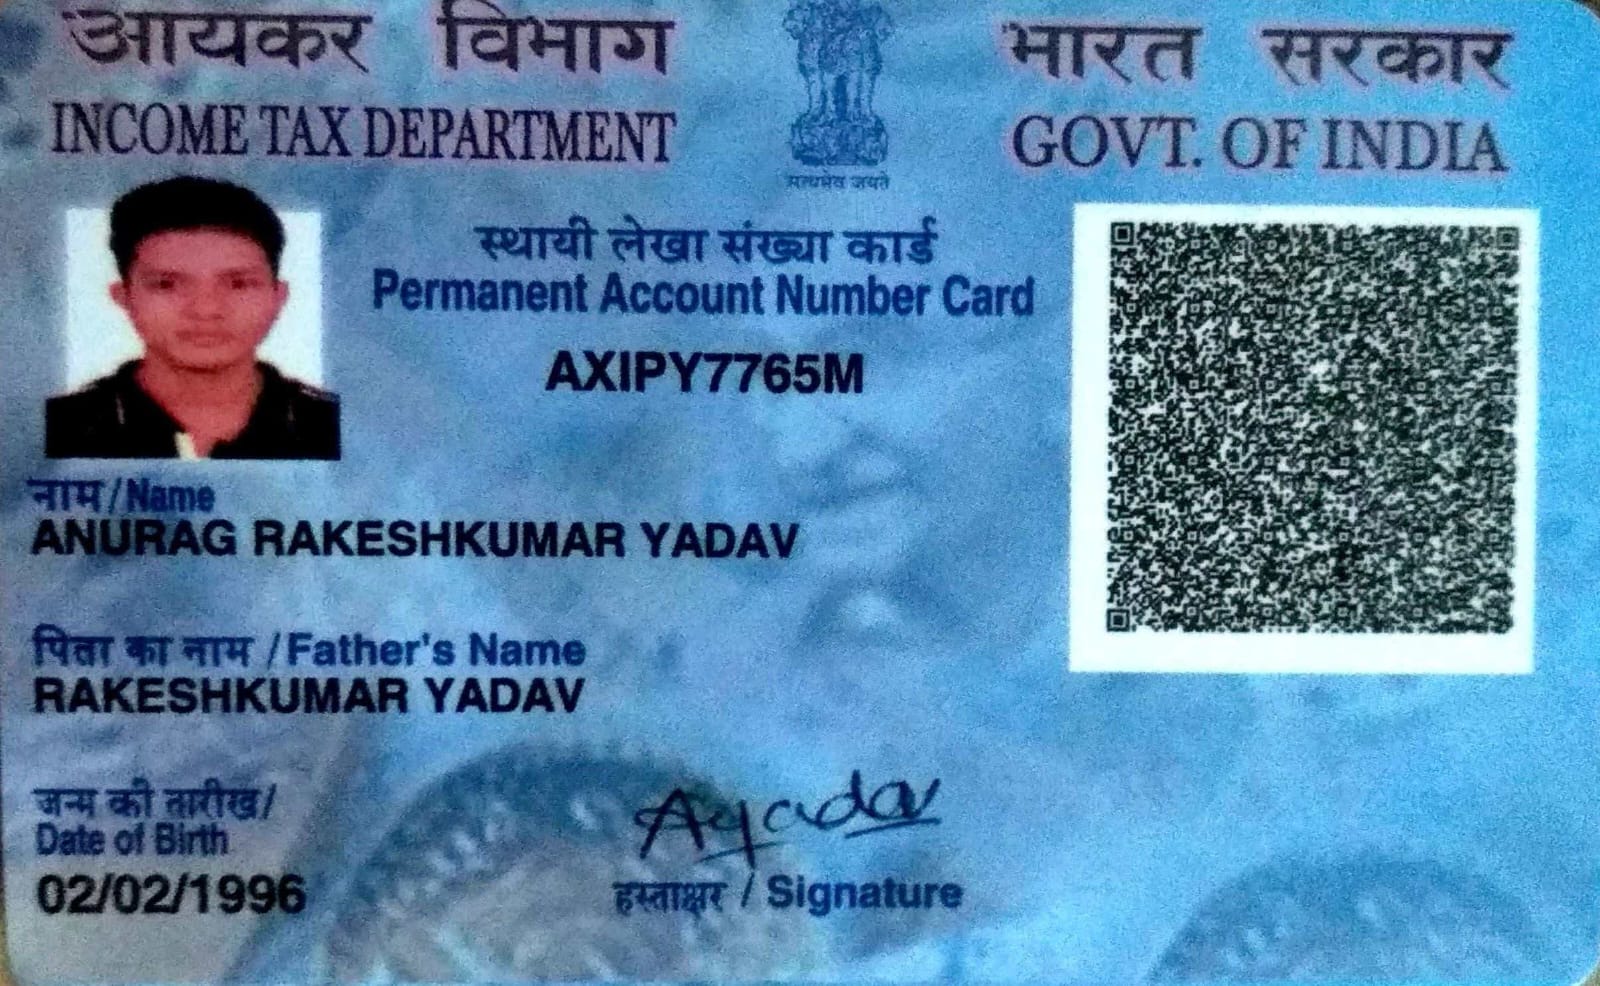 आयकर विभाग
INCOME TAX DEPARTMENT
भारत सरकार
GOVT. OF INDIA
सत्यमेव जयते
स्थायी लेखा संख्या कार्ड
Permanent Account Number Card
AXIPY7765M
नाम/Name
ANURAG RAKESHKUMAR YADAV
पिता का नाम/Father's Name
RAKESHKUMAR YADAV
जन्म की तारीख/
Date of Birth
02/02/1996
Ayadav
हस्ताक्षर/Signature